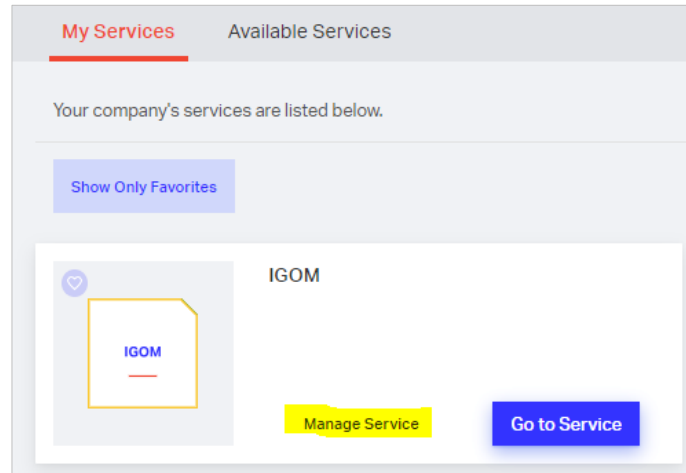 My Services Available Services
Your company's services are listed below.
Show Only Favorites
IGOM
IGOM
Manage Service Go to Service